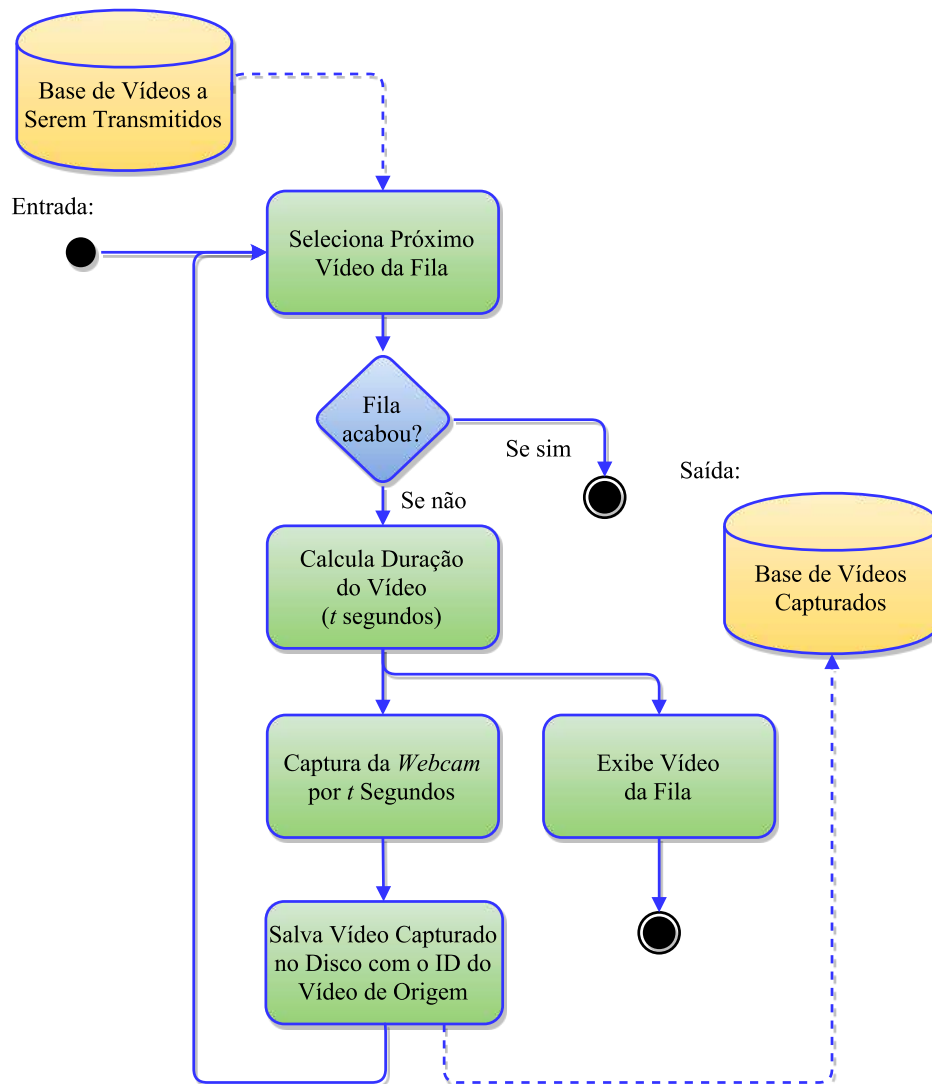 Base de Vídeos a
Serem Transmitidos
Entrada:
Seleciona Próximo
Vídeo da Fila
Fila
acabou?
Se sim
Se não
Saída:
Calcula Duração
do Vídeo
(t segundos)
Base de Vídeos
Capturados
Captura da Webcam
por t Segundos
Exibe Vídeo
da Fila
Salva Vídeo Capturado
no Disco com o ID do
Vídeo de Origem